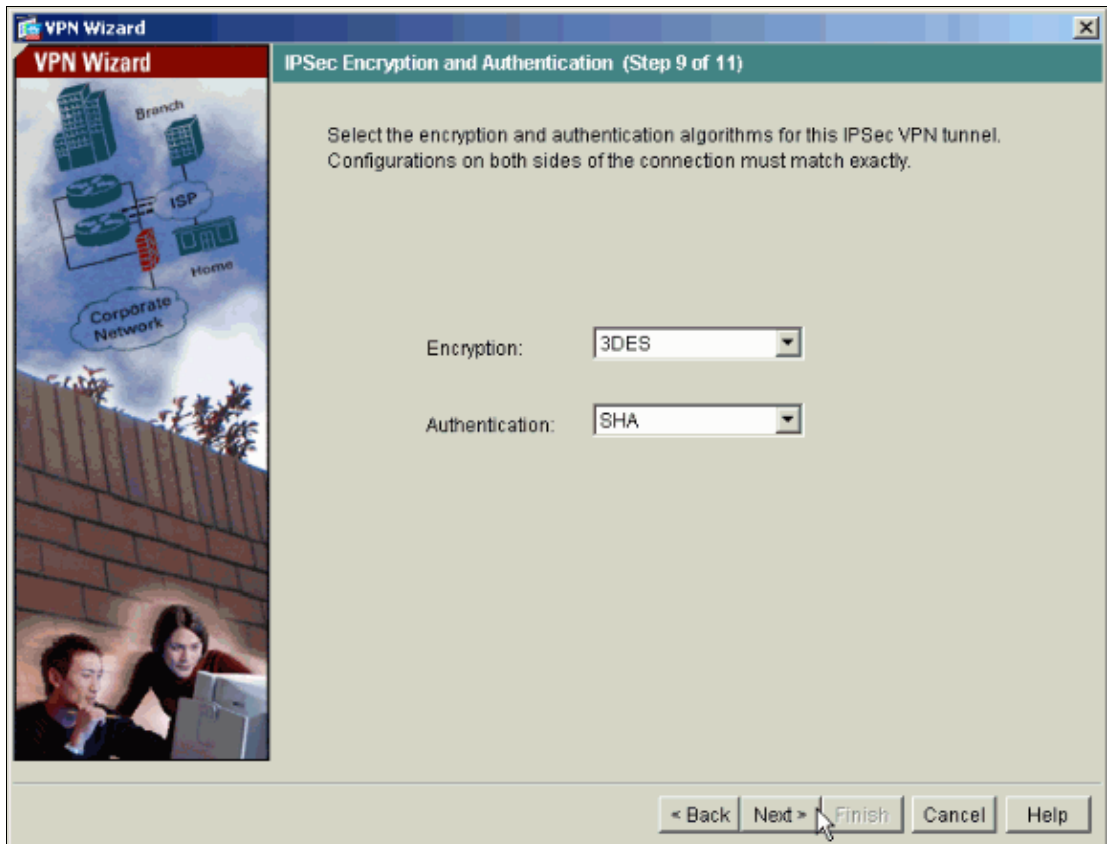 VPN Wizard
VPN Wizard
IPSec Encryption and Authentication (Step 9 of 11)
Branch
ISP
Home
Corporate
Network
Select the encryption and authentication algorithms for this IPSec VPN tunnel.
Configurations on both sides of the connection must match exactly.
Encryption: 3DES
Authentication: SHA
< Back Next > Finish Cancel Help